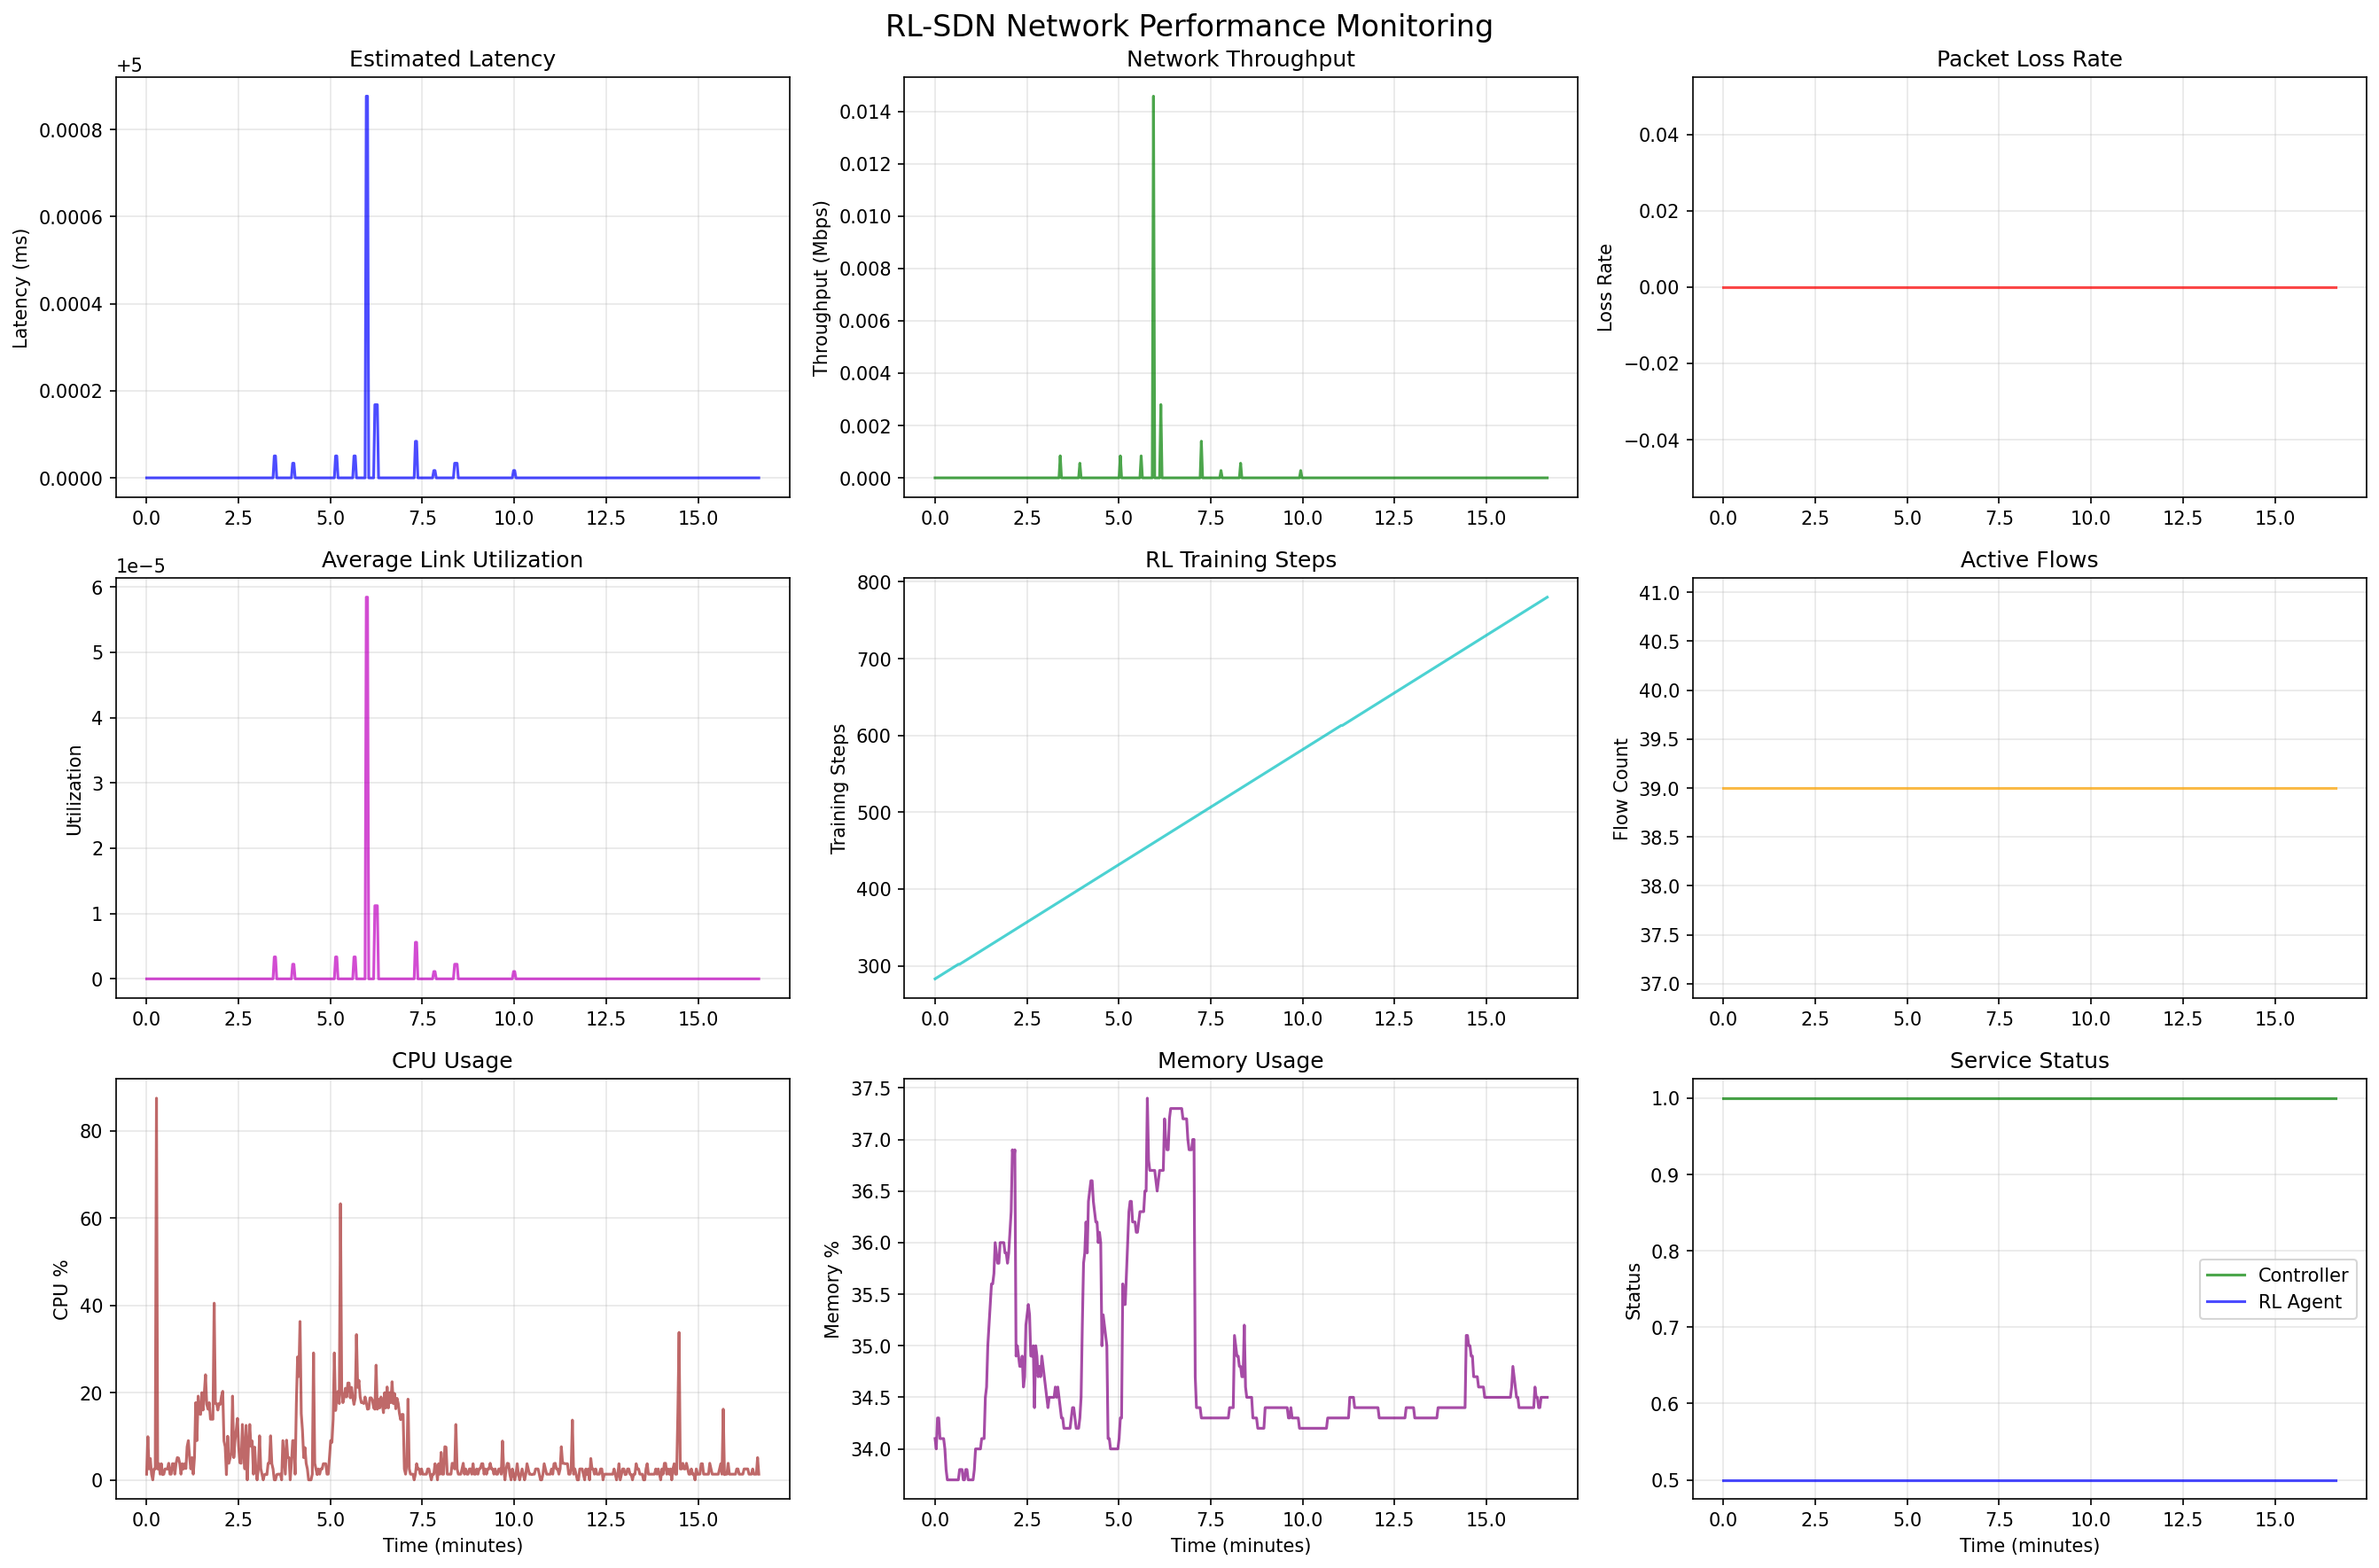 RL-SDN Network Performance Monitoring
Estimated Latency
+5
Latency (ms)
0.0008
0.0006
0.0004
0.0002
0.0000
0.0 2.5 5.0 7.5 10.0 12.5 15.0
Network Throughput
Throughput (Mbps)
0.014
0.012
0.010
0.008
0.006
0.004
0.002
0.000
0.0 2.5 5.0 7.5 10.0 12.5 15.0
Packet Loss Rate
Loss Rate
0.04
0.02
0.00
−0.02
−0.04
0.0 2.5 5.0 7.5 10.0 12.5 15.0
Average Link Utilization
1e−5
Utilization
6
5
4
3
2
1
0
0.0 2.5 5.0 7.5 10.0 12.5 15.0
RL Training Steps
Training Steps
800
700
600
500
400
300
0.0 2.5 5.0 7.5 10.0 12.5 15.0
Active Flows
Flow Count
41.0
40.5
40.0
39.5
39.0
38.5
38.0
37.5
37.0
0.0 2.5 5.0 7.5 10.0 12.5 15.0
CPU Usage
CPU %
80
60
40
20
0
0.0 2.5 5.0 7.5 10.0 12.5 15.0
Time (minutes)
Memory Usage
Memory %
37.5
37.0
36.5
36.0
35.5
35.0
34.5
34.0
0.0 2.5 5.0 7.5 10.0 12.5 15.0
Time (minutes)
Service Status
Status
1.0
0.9
0.8
0.7
0.6
0.5
Controller
RL Agent
0.0 2.5 5.0 7.5 10.0 12.5 15.0
Time (minutes)